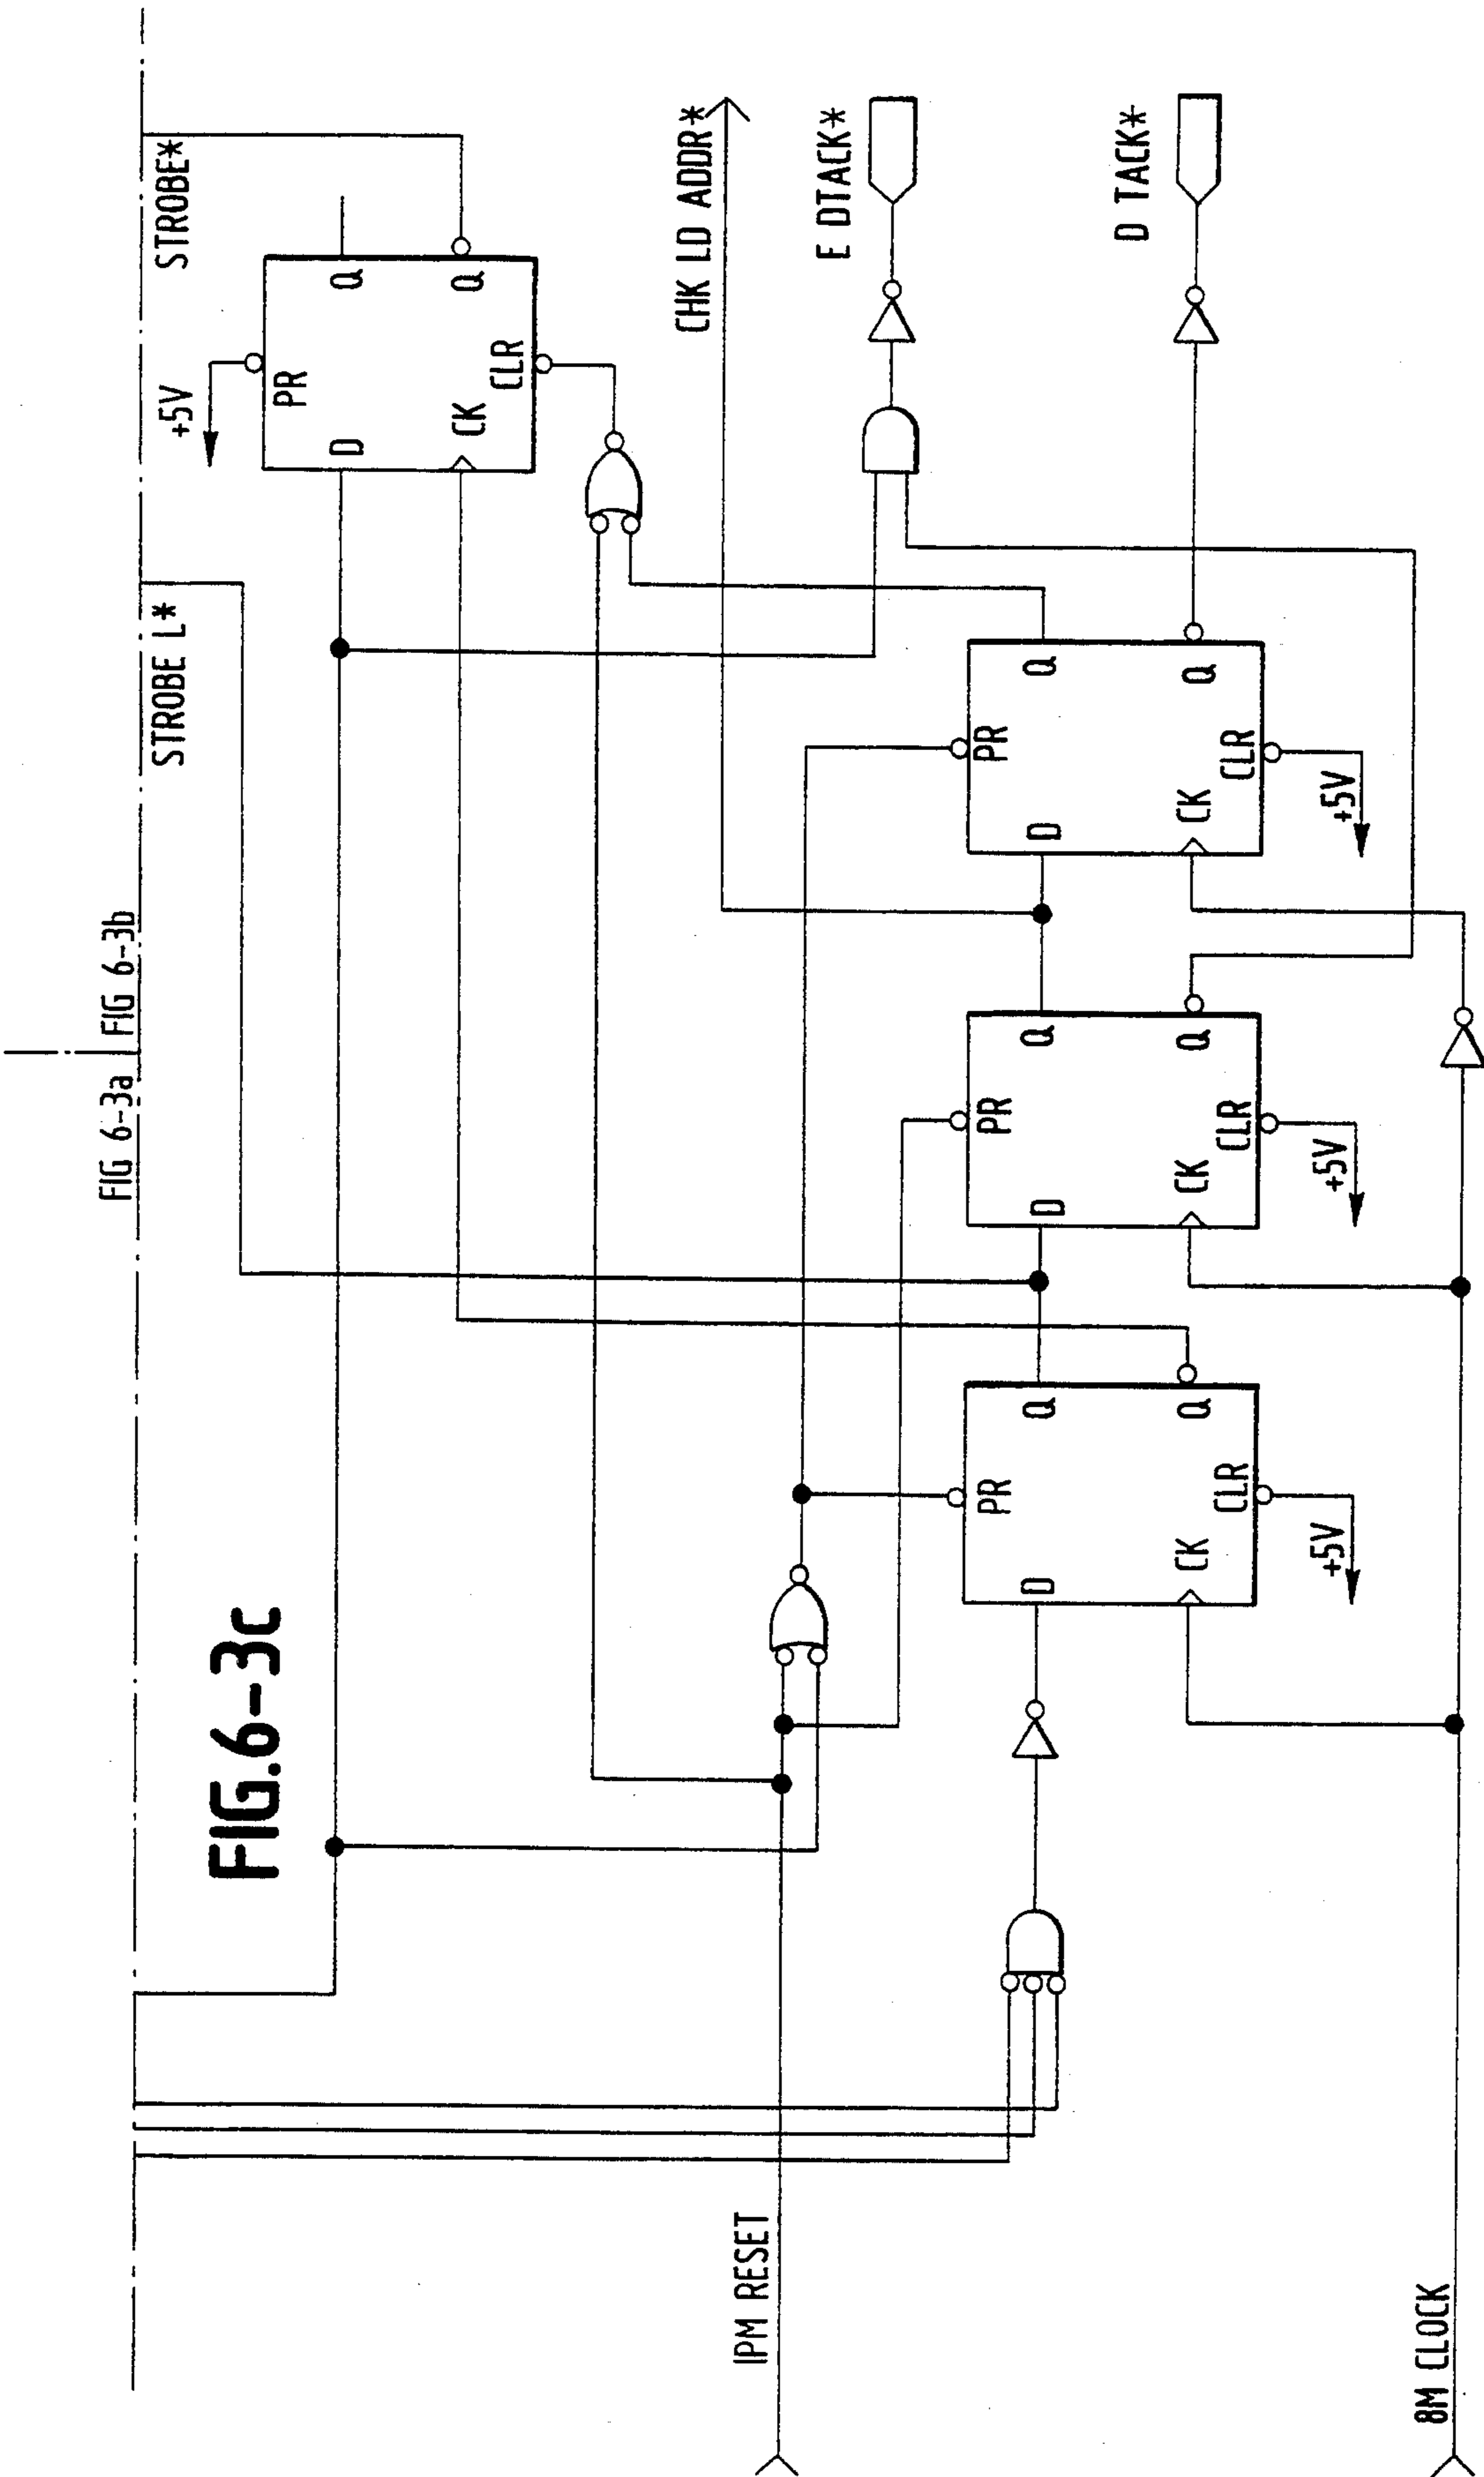 FIG 6-3a FIG 6-3b
STROBE L*
STROBE*
FIG.6-3c
+5V
D
PR
Q
CK
CLR
Q
IPM RESET
CHK LD ADDR*
E DTACK*
D
PR
Q
CK
CLR
Q
+5V
D
PR
Q
CK
CLR
Q
+5V
D
PR
Q
CK
CLR
Q
+5V
D TACK*
8M CLOCK